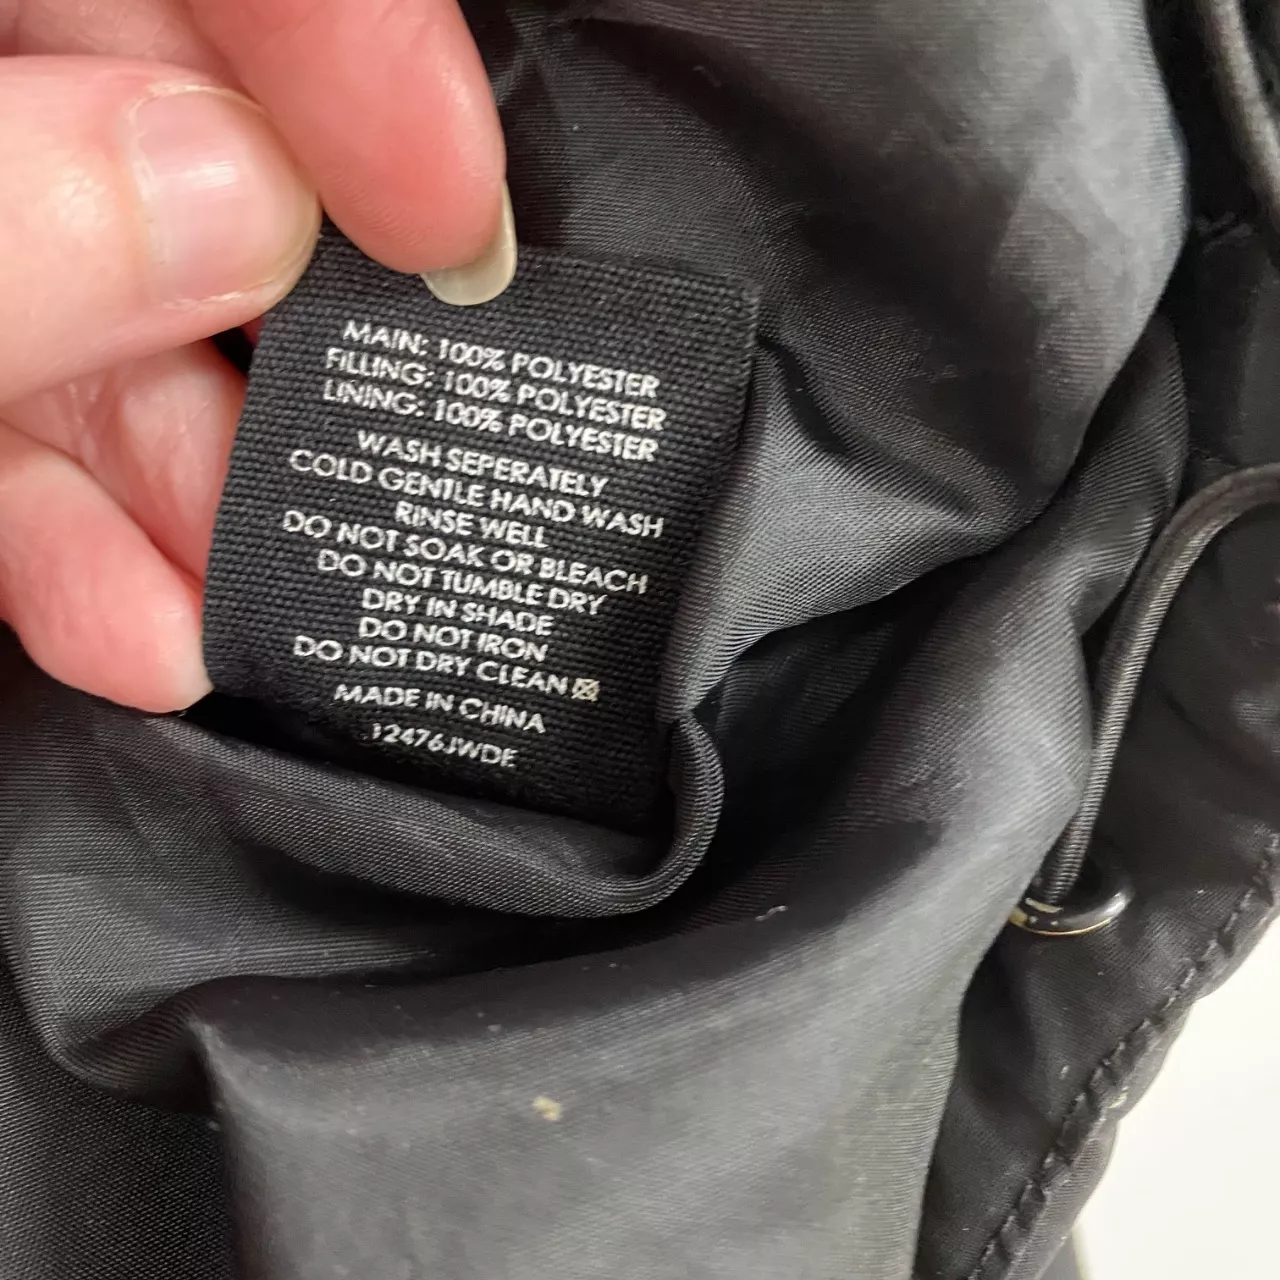 MAIN: 100% POLYESTER
FILLING: 100% POLYESTER
LINING: 100% POLYESTER
WASH SEPERATELY
COLD GENTLE HAND WASH
RINSE WELL
DO NOT SOAK OR BLEACH
DO NOT TUMBLE DRY
DRY IN SHADE
DO NOT IRON
DO NOT DRY CLEAN
MADE IN CHINA
12476JWDE